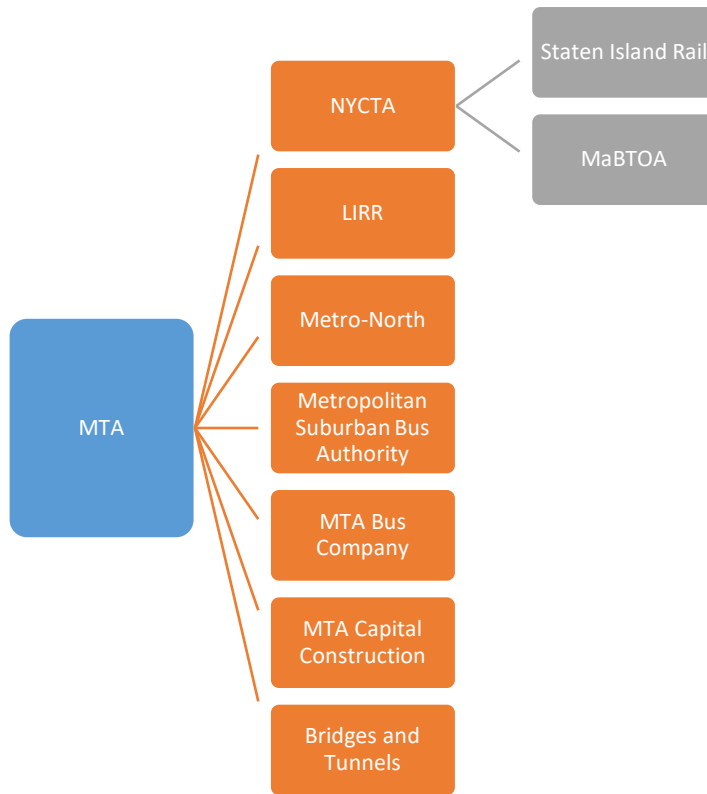 Staten Island Rail
NYCTA
MaBTOA
LIRR
Metro-North
Metropolitan
Suburban Bus
Authority
MTA
MTA Bus
Company
MTA Capital
Construction
Bridges and
Tunnels